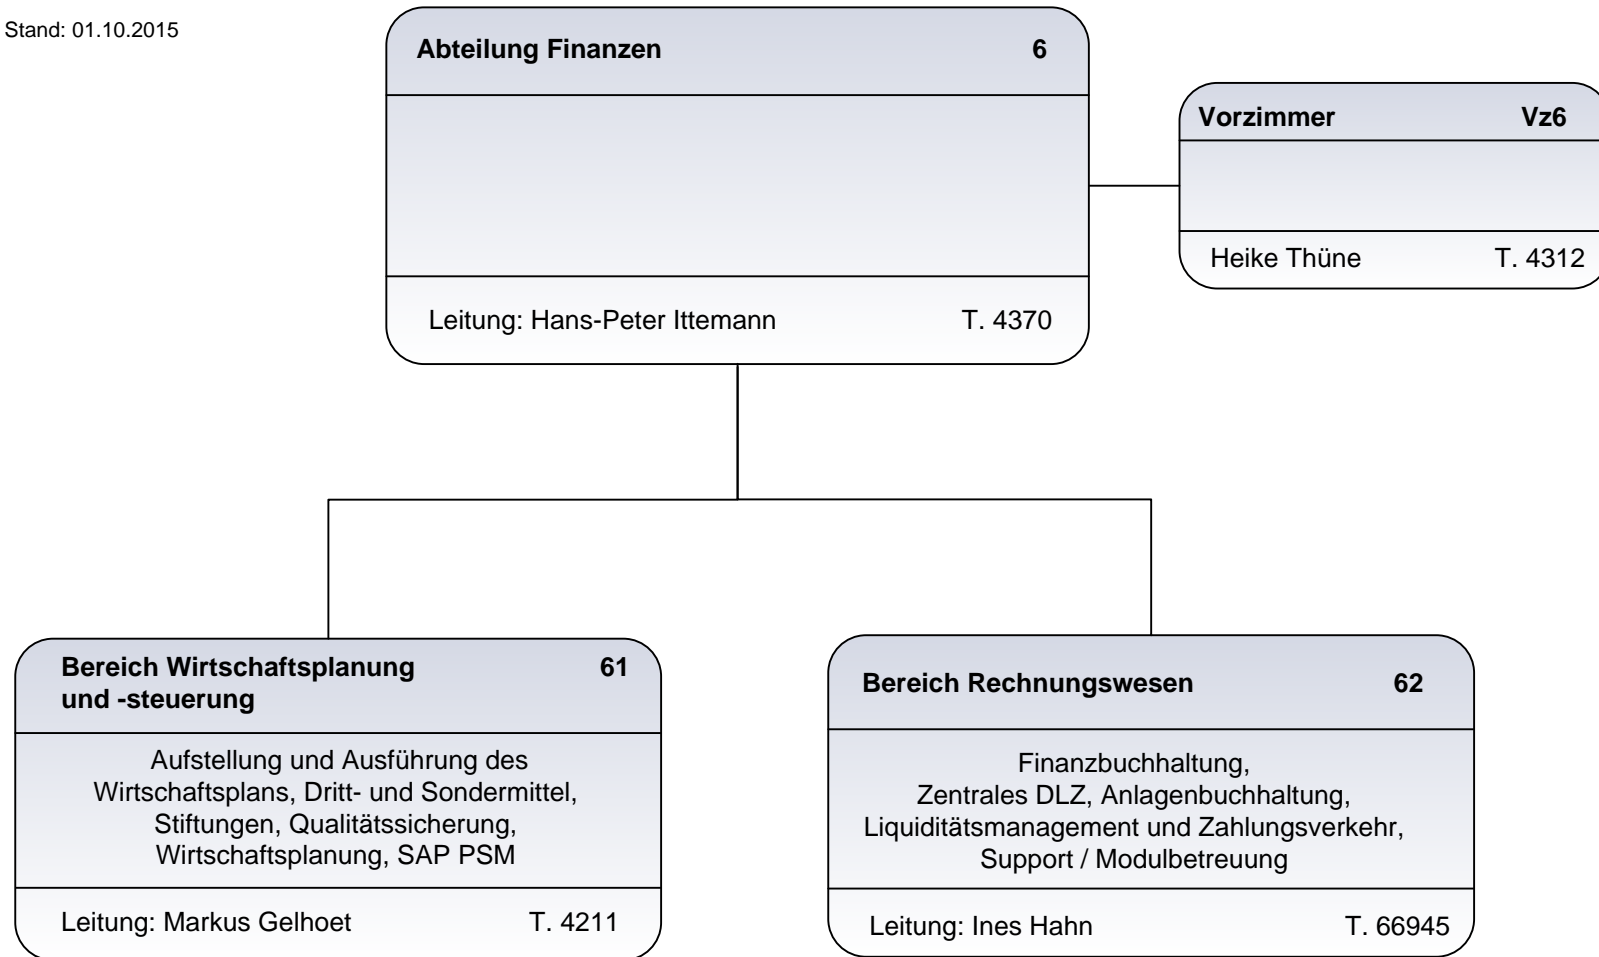 Stand: 01.10.2015
Abteilung Finanzen 6
Leitung: Hans-Peter Ittemann T. 4370
Vorzimmer Vz6
Heike Thüne T. 4312
Bereich Wirtschaftsplanung 61
und -steuerung
Aufstellung und Ausführung des
Wirtschaftsplans, Dritt- und Sondermittel,
Stiftungen, Qualitätssicherung,
Wirtschaftsplanung, SAP PSM
Leitung: Markus Gelhoet T. 4211
Bereich Rechnungswesen 62
Finanzbuchhaltung,
Zentrales DLZ, Anlagenbuchhaltung,
Liquiditätsmanagement und Zahlungsverkehr,
Support / Modulbetreuung
Leitung: Ines Hahn T. 66945